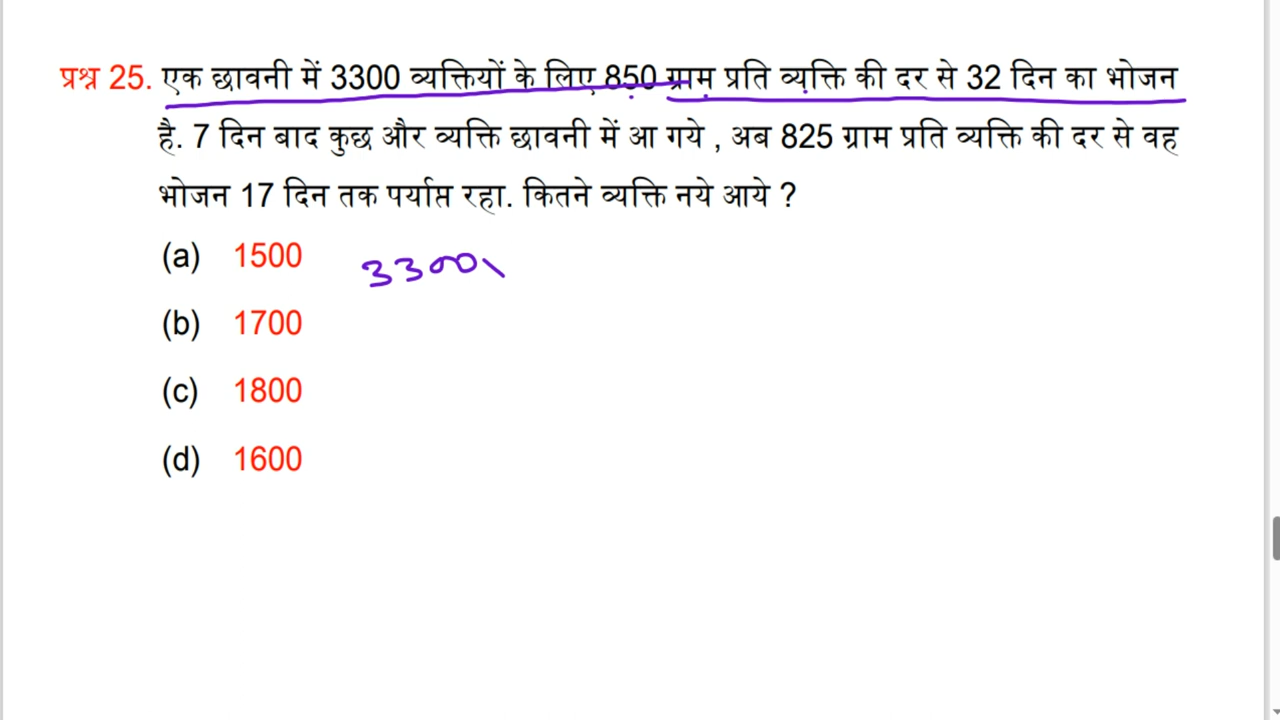 प्रश्न 25. एक छावनी में 3300 व्यक्तियों के लिए 850 ग्राम प्रति व्यक्ति की दर से 32 दिन का भोजन
है. 7 दिन बाद कुछ और व्यक्ति छावनी में आ गये , अब 825 ग्राम प्रति व्यक्ति की दर से वह
भोजन 17 दिन तक पर्याप्त रहा. कितने व्यक्ति नये आये ?
(a) 1500
3300
(b) 1700
(c) 1800
(d) 1600